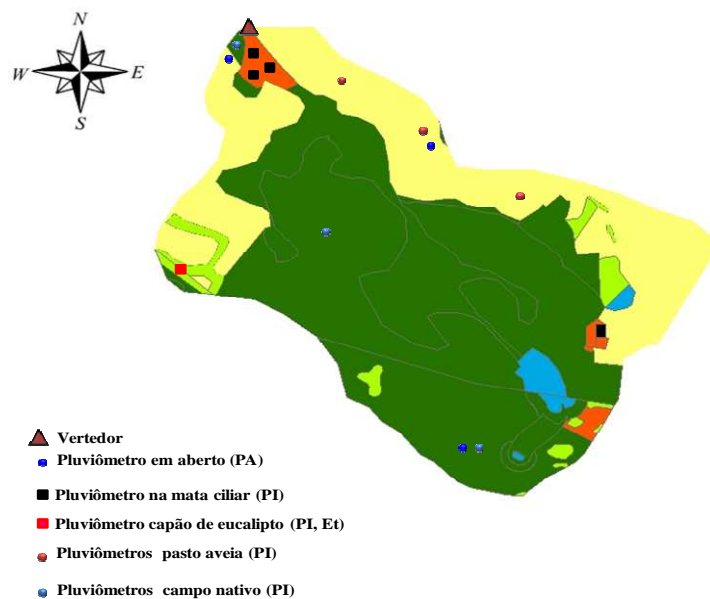 N
W E
S
Vertedor
Pluviômetro em aberto (PA)
Pluviômetro na mata ciliar (PI)
Pluviômetro capão de eucalipto (PI, Et)
Pluviômetros pasto aveia (PI)
Pluviômetros campo nativo (PI)